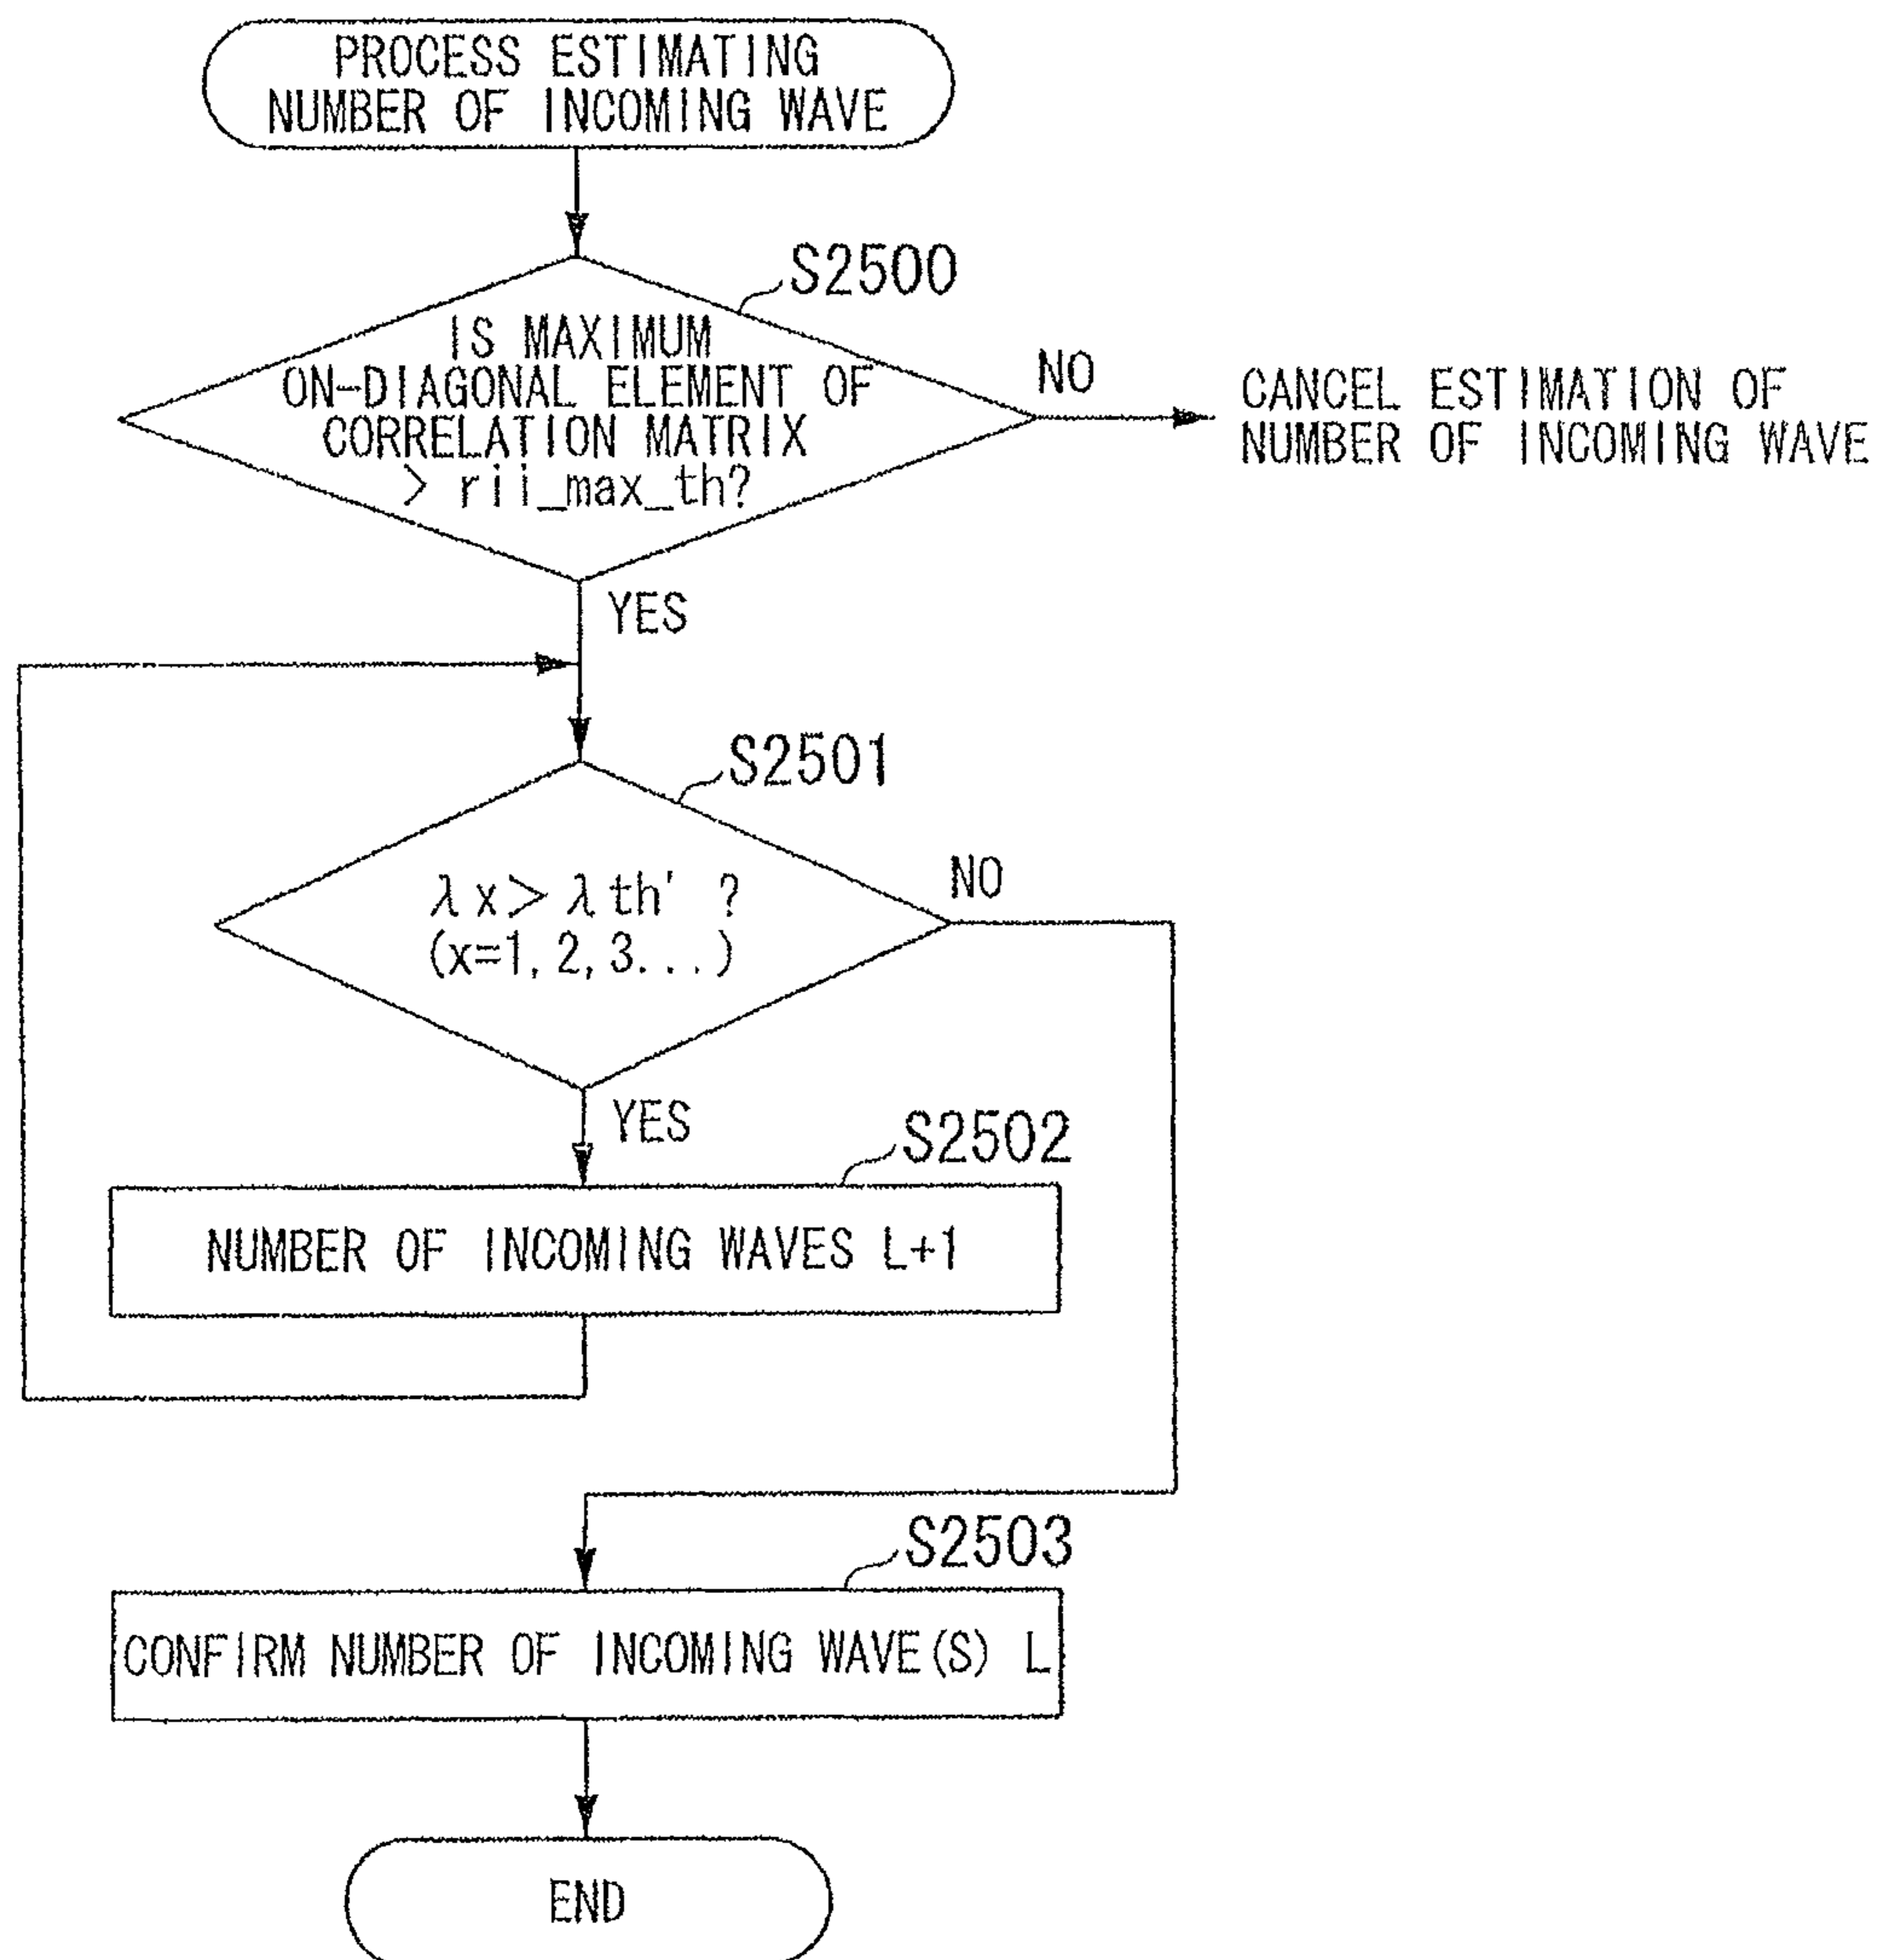 PROCESS ESTIMATING
NUMBER OF INCOMING WAVE
S2500
IS MAXIMUM
ON-DIAGONAL ELEMENT OF
CORRELATION MATRIX
> rii_max_th?
NO
CANCEL ESTIMATION OF
NUMBER OF INCOMING WAVE
YES
S2501
λx > λth' ?
(x=1, 2, 3...)
NO
YES
S2502
NUMBER OF INCOMING WAVES L+1
S2503
CONFIRM NUMBER OF INCOMING WAVE(S) L
END